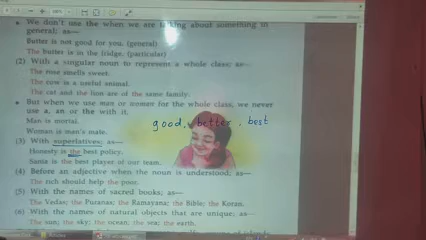 We don't use the when we are talking about something in
general; as—
Butter is not good for you. (general)
The butter is in the fridge. (particular)
(2) With a singular noun to represent a whole class; as—
The rose smells sweet.
The cow is a useful animal.
The cat and the lion are of the same family.
But when we use man or woman for the whole class, we never
use a, an or the with it.
Man is mortal.
good, better, best
Woman is man's mate.
(3) With superlatives; as—
Honesty is the best policy.
Sania is the best player of our team.
(4) Before an adjective when the noun is understood; as—
The rich should help the poor.
(5) With the names of sacred books; as—
The Vedas; the Puranas; the Ramayana; the Bible; the Koran.
(6) With the names of natural objects that are unique; as—
The sun; the sky; the ocean; the sea; the earth.